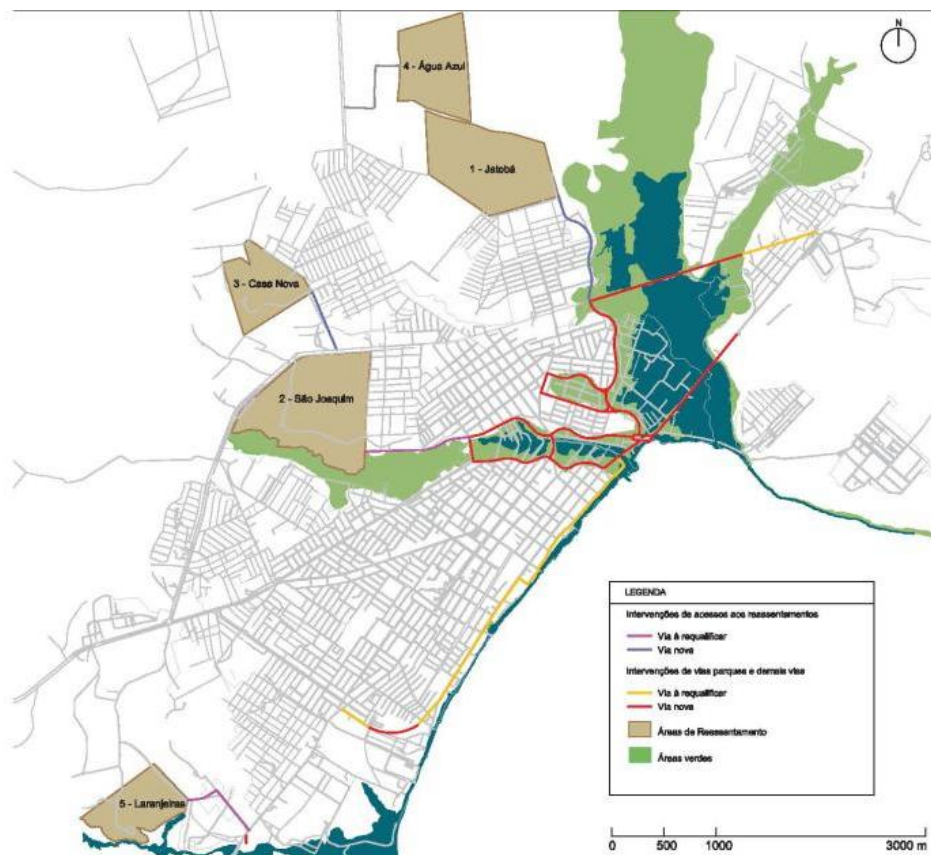 N
4 - Água Azul
1 - Jatobá
3 - Casa Nova
2 - São Joaquim
5 - Laranjeiras
LEGENDA
Intervenções de acessos aos reassentamentos
Via à requalificar
Via nova
Intervenções de vias parques e demais vias
Via à requalificar
Via nova
Áreas de Reassentamento
Áreas verdes
0 500 1000 3000 m